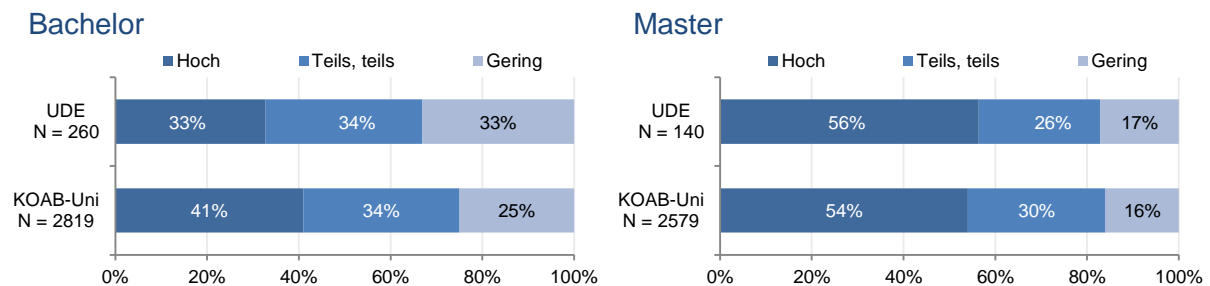 Bachelor
Hoch Teils, teils Gering
UDE
N = 260
33% 34% 33%
KOAB-Uni
N = 2819
41% 34% 25%
0% 20% 40% 60% 80% 100%
Master
Hoch Teils, teils Gering
UDE
N = 140
56% 26% 17%
KOAB-Uni
N = 2579
54% 30% 16%
0% 20% 40% 60% 80% 100%